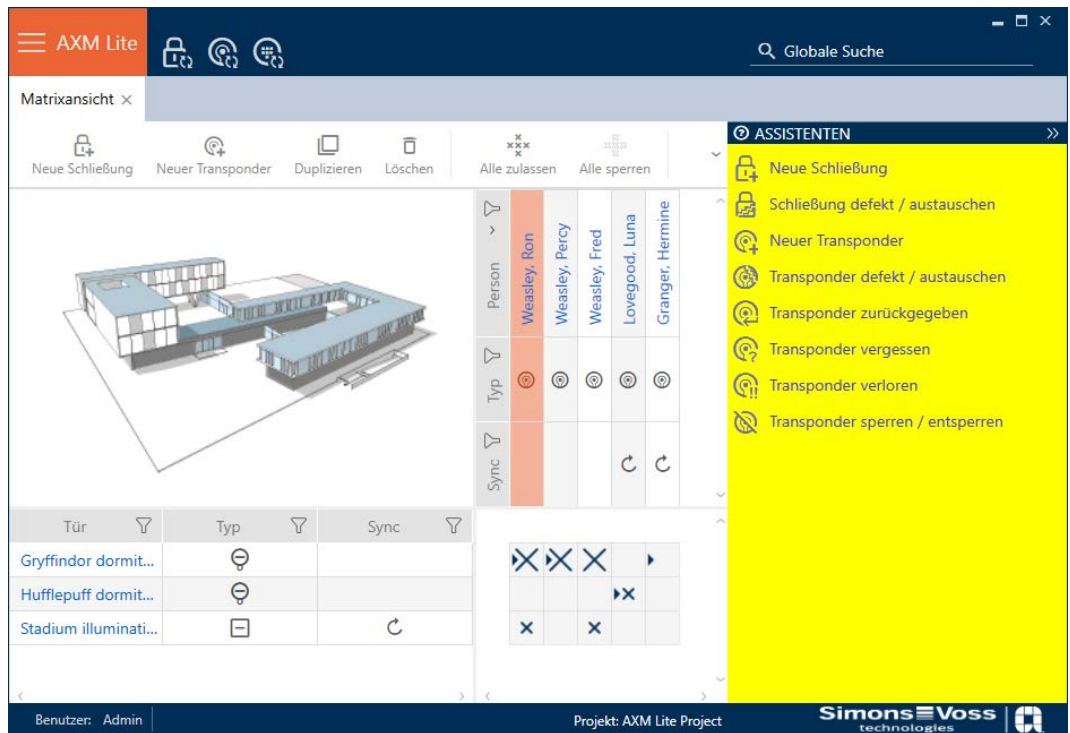 AXM Lite
Globale Suche
Matrixansicht
Neue Schließung
Neuer Transponder
Duplizieren
Löschen
Alle zulassen
Alle sperren
ASSISTENTEN
Neue Schließung
Schließung defekt / austauschen
Neuer Transponder
Transponder defekt / austauschen
Transponder zurückgegeben
Transponder vergessen
Transponder verloren
Transponder sperren / entsperren
Person
Weasley, Ron
Weasley, Percy
Weasley, Fred
Lovegood, Luna
Granger, Hermine
Typ
Sync
Tür Typ Sync
Gryffindor dormit...
Hufflepuff dormit...
Stadium illuminati...
Benutzer: Admin
Projekt: AXM Lite Project
Simons Voss
technologies